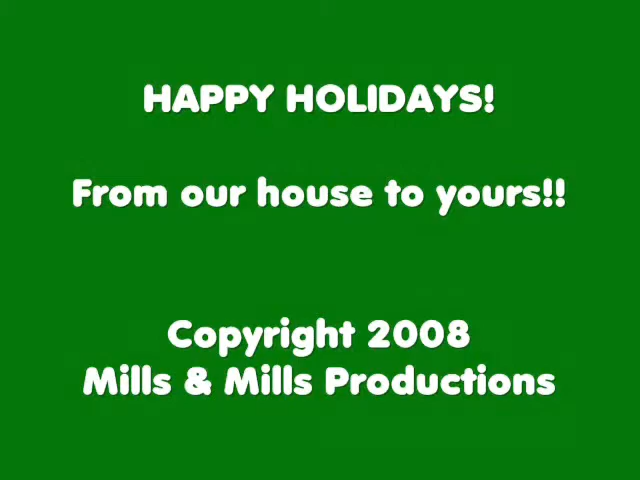 HAPPY HOLIDAYS!
From our house to yours!!
Copyright 2008
Mills & Mills Productions